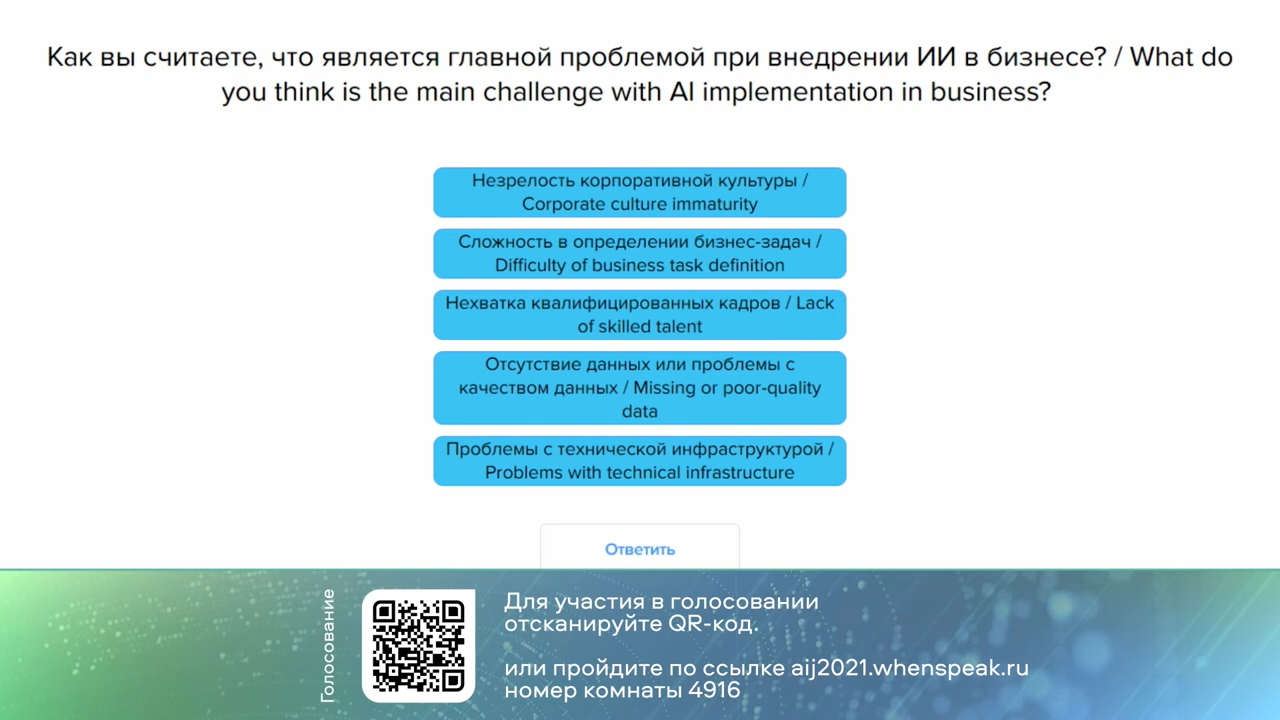 Как вы считаете, что является главной проблемой при внедрении ИИ в бизнесе? / What do
you think is the main challenge with AI implementation in business?
Незрелость корпоративной культуры /
Corporate culture immaturity
Сложность в определении бизнес-задач /
Difficulty of business task definition
Нехватка квалифицированных кадров / Lack
of skilled talent
Отсутствие данных или проблемы с
качеством данных / Missing or poor-quality
data
Проблемы с технической инфраструктурой /
Problems with technical infrastructure
Ответить
Голосование
Для участия в голосовании
отсканируйте QR-код.
или пройдите по ссылке aij2021.whenspeak.ru
номер комнаты 4916